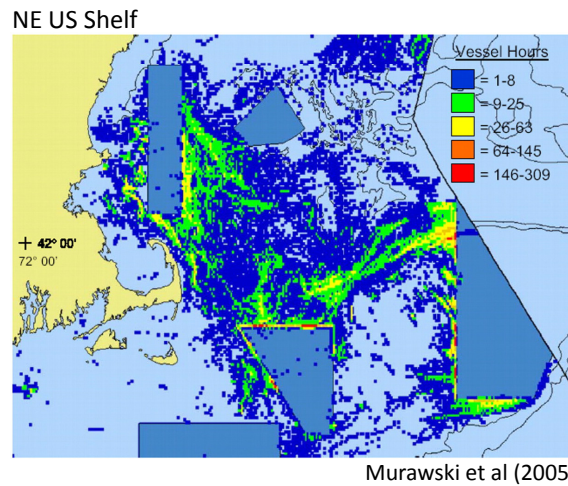 NE US Shelf
Vessel Hours
= 1-8
= 9-25
= 26-63
= 64-145
= 146-309
+ 42° 00'
72° 00'
Murawski et al (2005